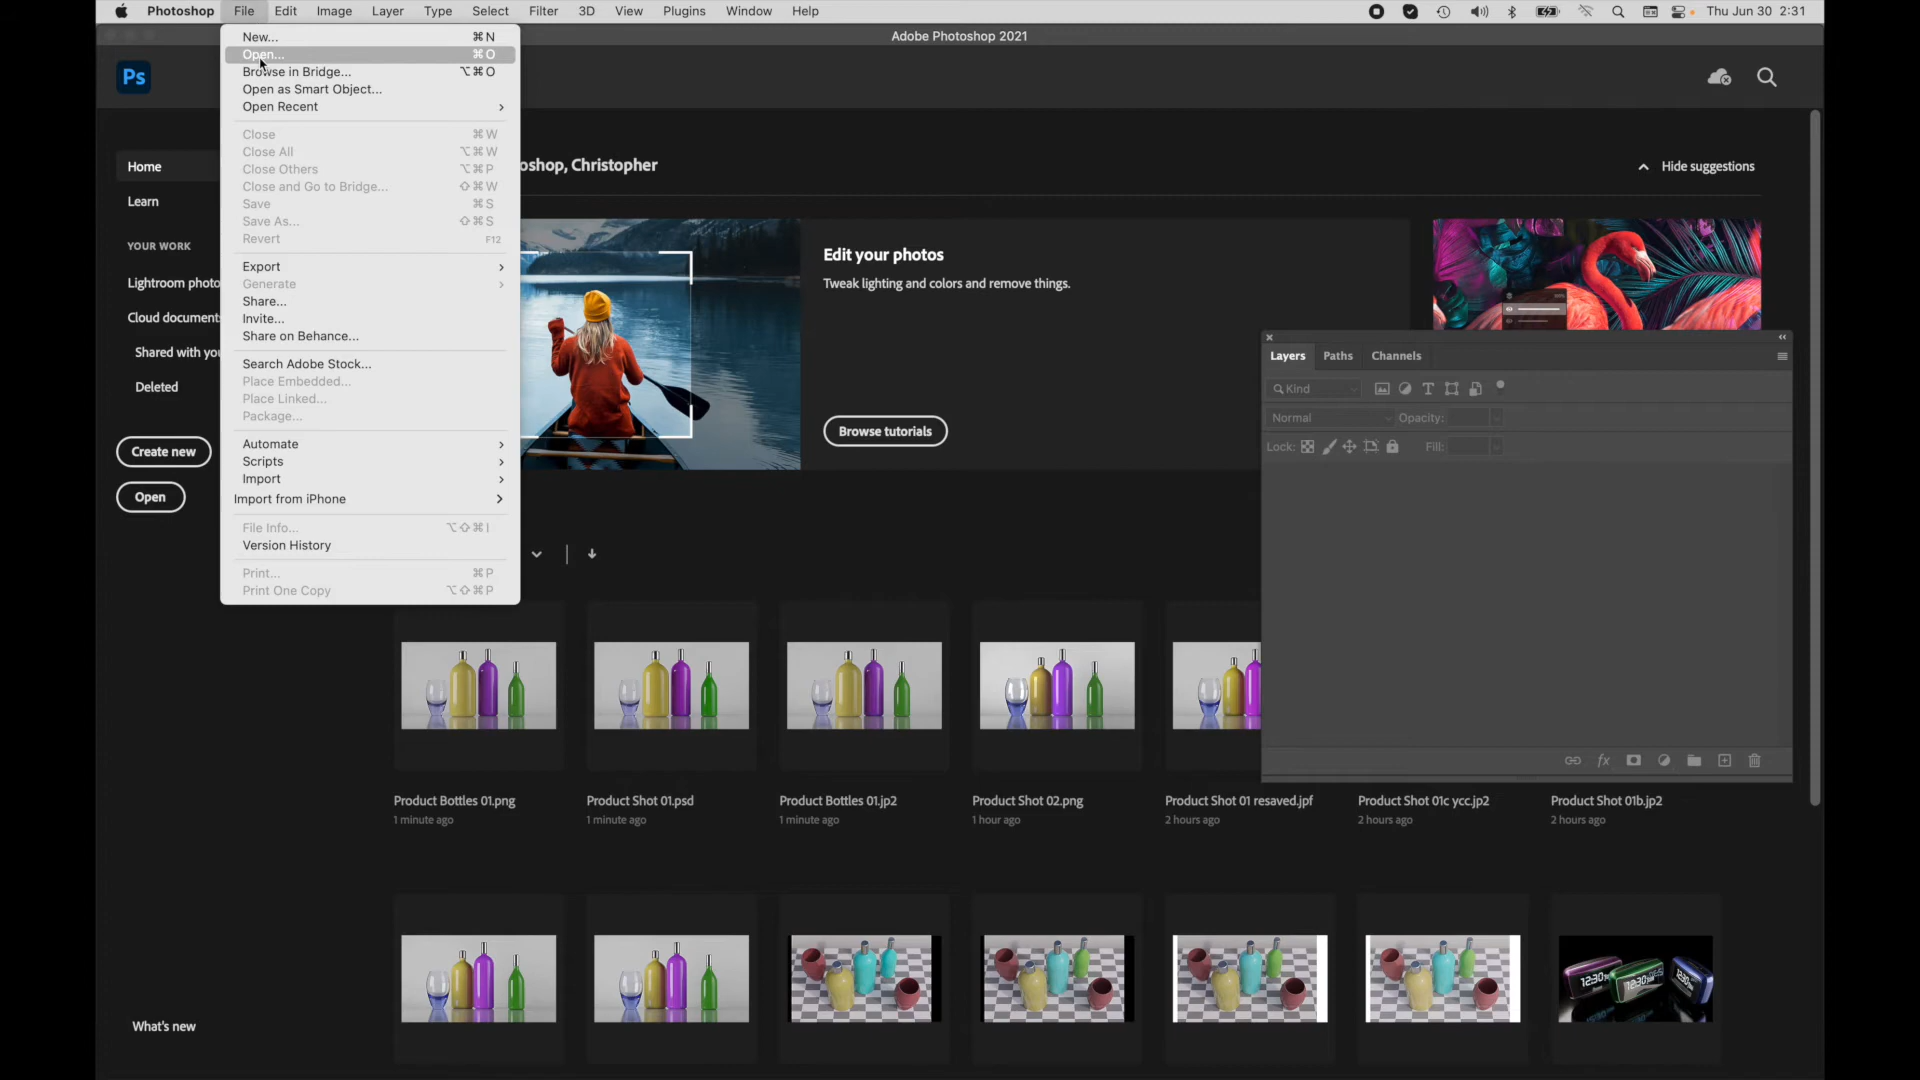 Photoshop File Edit Image Layer Type Select Filter 3D View Plugins Window Help Thu Jun 30 2:31
Adobe Photoshop 2021
New... ⌘N
Open... ⌘O
Browse in Bridge... ⌥⌘O
Open as Smart Object...
Open Recent
Close ⌘W
Close All ⌥⌘W
Close Others ⌥⌘P
Close and Go to Bridge... ⇧⌘W
Save ⌘S
Save As... ⇧⌘S
Revert F12
Export
Generate
Share...
Invite...
Share on Behance...
Search Adobe Stock...
Place Embedded...
Place Linked...
Package...
Automate
Scripts
Import
Import from iPhone
File Info... ⌥⇧⌘I
Version History
Print... ⌘P
Print One Copy ⌥⇧⌘P
Ps
Home
Learn
YOUR WORK
Lightroom photo
Cloud document
Shared with you
Deleted
Create new
Open
What's new
oshop, Christopher
Hide suggestions
Edit your photos
Tweak lighting and colors and remove things.
Browse tutorials
Layers Paths Channels
Kind
Normal Opacity:
Lock: Fill:
fx
Product Bottles 01.png
1 minute ago
Product Shot 01.psd
1 minute ago
Product Bottles 01.jp2
1 minute ago
Product Shot 02.png
1 hour ago
Product Shot 01 resaved.jpf
2 hours ago
Product Shot 01c ycc.jp2
2 hours ago
Product Shot 01b.jp2
2 hours ago